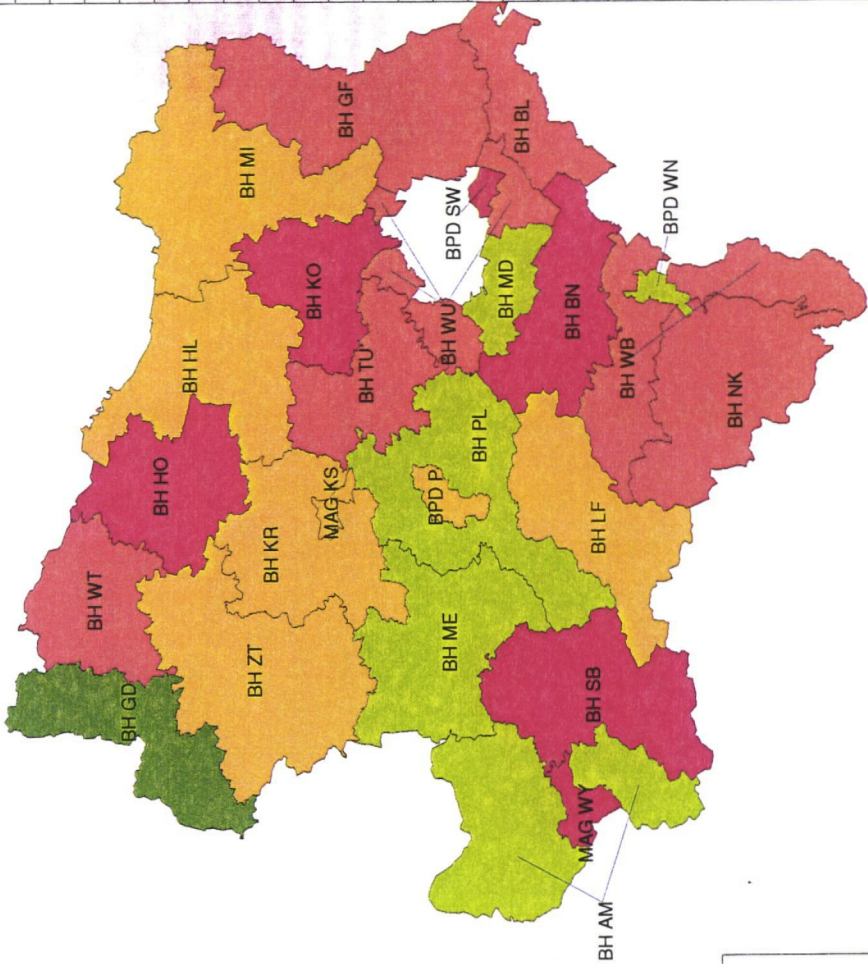 BH GD
BH WT
BH HO
BH HL
BH MI
BH GF
BH ZT
BH KR
MAG KS
BH TU
BH KO
BH WU
BPD SW
BH BL
BH ME
BPD P
BH PL
BH MD
BH AM
MAG WY
BH SB
BH LF
BH BN
BH WB
BPD WN
BH NK